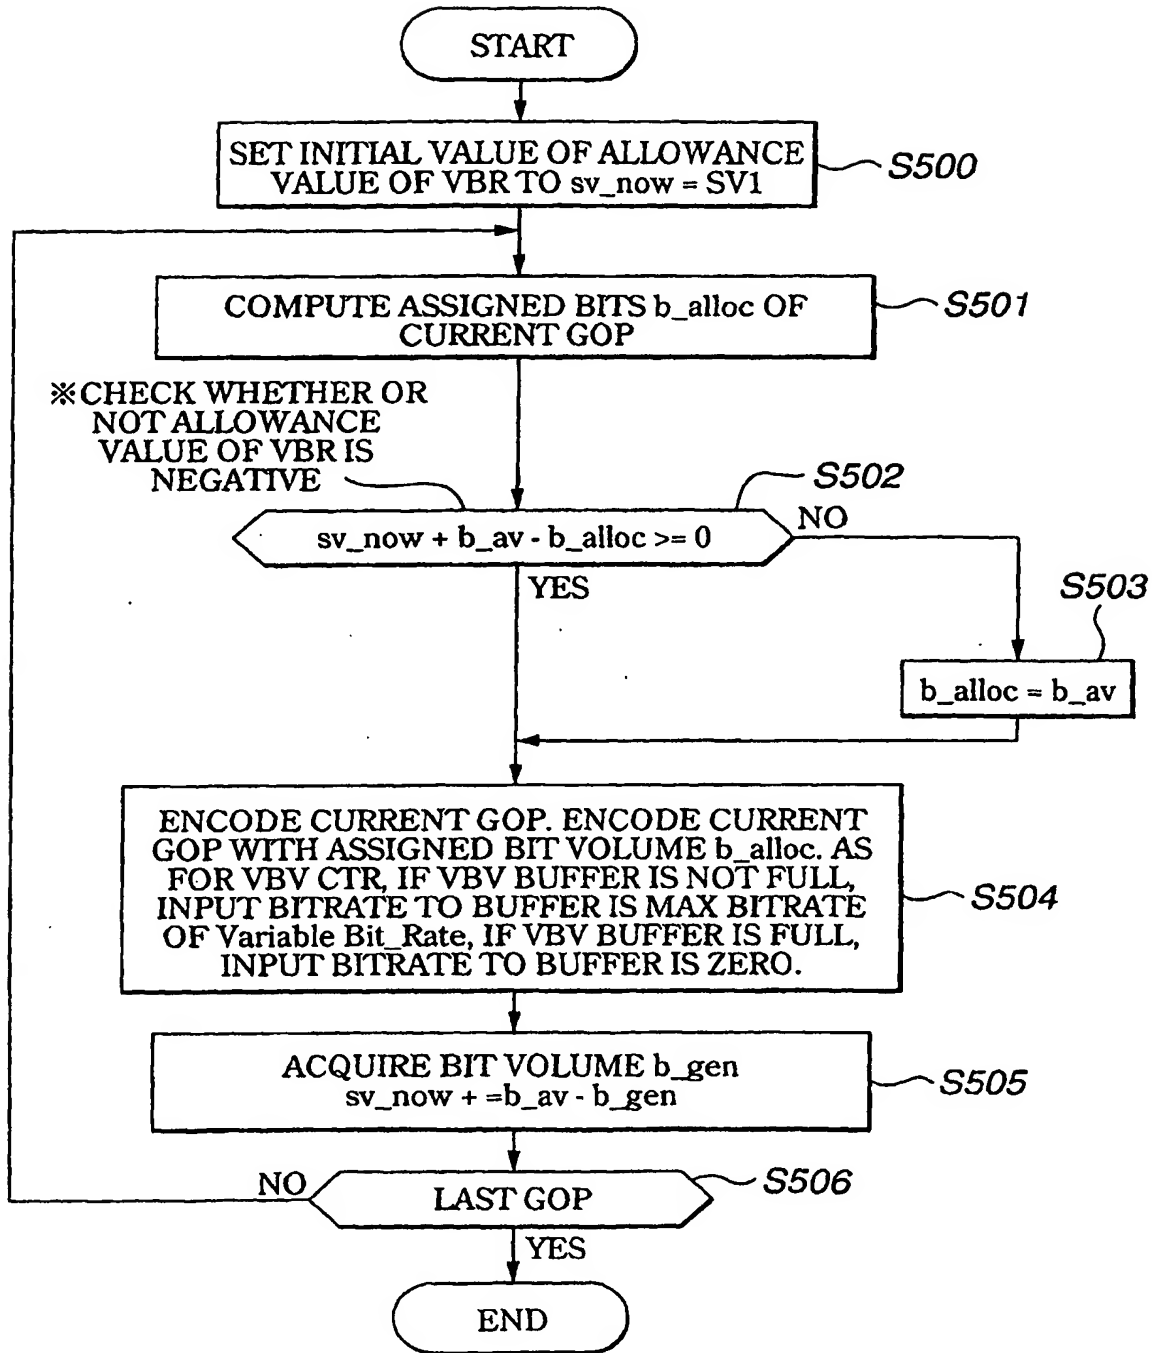 START
SET INITIAL VALUE OF ALLOWANCE
VALUE OF VBR TO sv_now = SV1
S500
COMPUTE ASSIGNED BITS b_alloc OF
CURRENT GOP
S501
※CHECK WHETHER OR
NOT ALLOWANCE
VALUE OF VBR IS
NEGATIVE
S502
sv_now + b_av - b_alloc >= 0
NO
YES
S503
b_alloc = b_av
ENCODE CURRENT GOP. ENCODE CURRENT
GOP WITH ASSIGNED BIT VOLUME b_alloc. AS
FOR VBV CTR, IF VBV BUFFER IS NOT FULL,
INPUT BITRATE TO BUFFER IS MAX BITRATE
OF Variable Bit_Rate, IF VBV BUFFER IS FULL,
INPUT BITRATE TO BUFFER IS ZERO.
S504
ACQUIRE BIT VOLUME b_gen
sv_now + =b_av - b_gen
S505
NO
LAST GOP
S506
YES
END